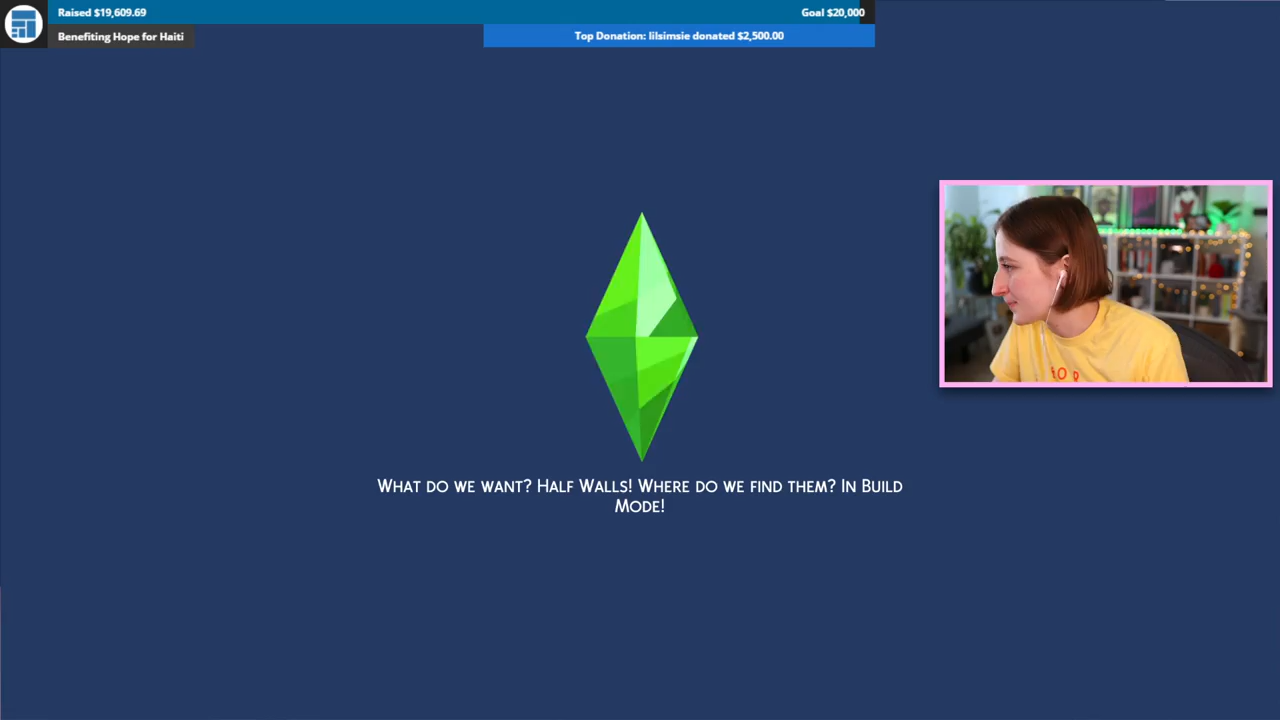 Raised $19,609.69
Goal $20,000
Benefiting Hope for Haiti
Top Donation: lilsimsie donated $2,500.00
What do we want? Half Walls! Where do we find them? In Build
Mode!